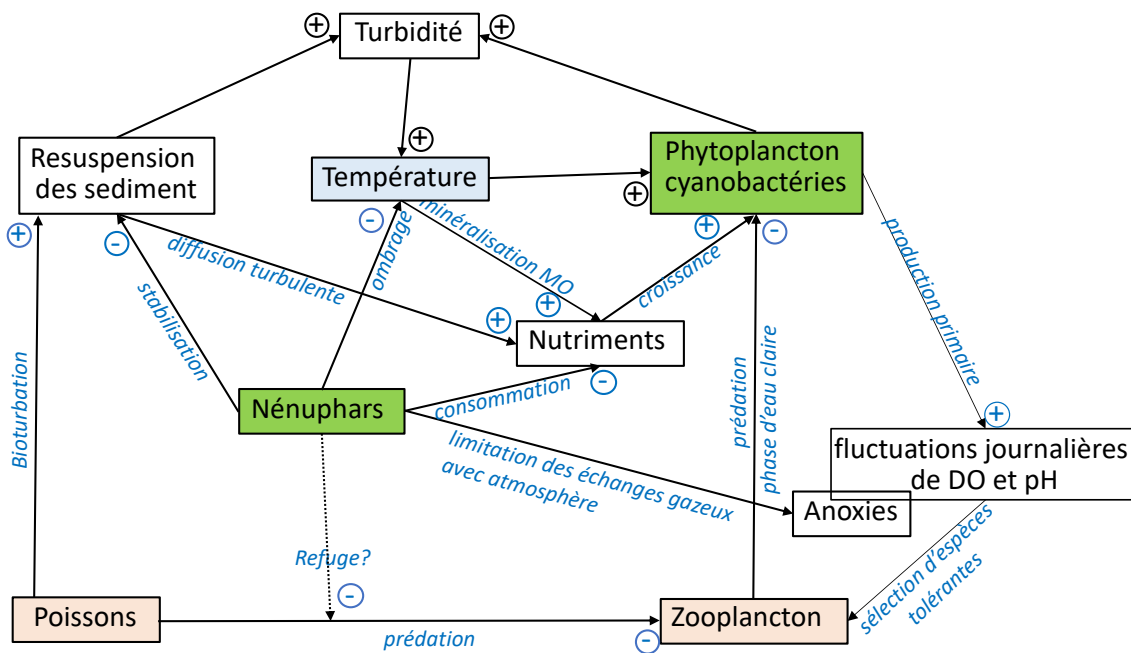 +
Turbidité
+
+
Resuspension
des sediment
Température
Phytoplancton
cyanobactéries
+
+
-
-
ombrage
minéralisation MO
+
-
diffusion turbulente
croissance
production primaire
stabilisation
+
+
Nutriments
-
Nénuphars
consommation
prédation
phase d'eau claire
Bioturbation
limitation des échanges gazeux
avec atmosphère
+
fluctuations journalières
de DO et pH
Anoxies
Refuge?
-
sélection d'espèces
tolérantes
Poissons
prédation
-
Zooplancton